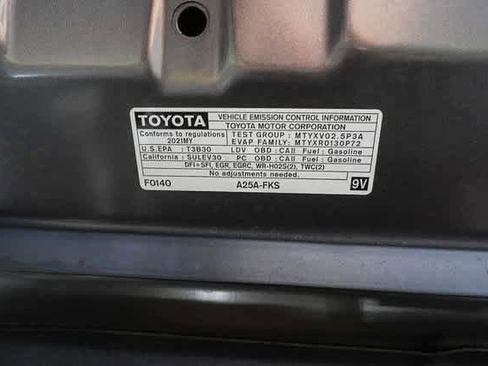 TOYOTA VEHICLE EMISSION CONTROL INFORMATION
TOYOTA MOTOR CORPORATION
Conforms to regulations TEST GROUP : MTYXV02.5P3A
2021MY EVAP FAMILY: MTYXR0130P72
U.S.EPA : T3B30 LDV OBD :CAⅡ Fuel : Gasoline
California : SULEV30 PC OBD :CAⅡ Fuel : Gasoline
DFI+SFI, EGR, EGRC, WR-HO2S(2), TWC(2)
No adjustments needed.
F0140 A25A-FKS 9V